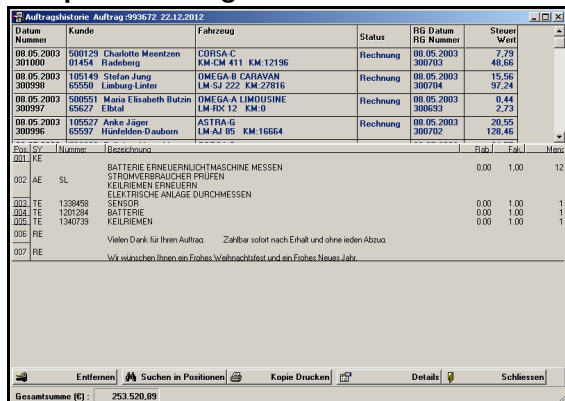 Auftragshistorie Auftrag :993672 22.12.2012
Datum Kunde Fahrzeug Status RG Datum Steuer
Nummer RG Nummer Wert
08.05.2003 500129 Charlotte Meentzen CORSA-C Rechnung 08.05.2003 7,79
301000 01454 Radeberg KM-CM 411 KM:12196 300703 48,66
08.05.2003 105149 Stefan Jung OMEGA-B CARAVAN Rechnung 08.05.2003 15,56
300998 65550 Limburg-Linter LM-SJ 222 KM:27816 300704 97,24
08.05.2003 500551 Maria Elisabeth Butzin OMEGA-A LIMOUSINE Rechnung 08.05.2003 0,44
300997 65627 Elbtal LM-RX 12 KM:0 300693 2,73
08.05.2003 105527 Anke Jäger ASTRA-G Rechnung 08.05.2003 20,55
300996 65597 Hünfelden-Dauborn LM-AJ 85 KM:16664 300702 128,46
Pos. SY Nummer Bezeichnung Rab. Fak. Meng
001 KE
BATTERIE ERNEUERNLICHTMASCHINE MESSEN 0,00 1,00 12
002 AE SL STROMVERBRAUCHER PRÜFEN
KEILRIEMEN ERNEUERN
ELEKTRISCHE ANLAGE DURCHMESSEN
003 TE 1338458 SENSOR 0,00 1,00 1
004 TE 1201284 BATTERIE 0,00 1,00 1
005 TE 1340739 KEILRIEMEN 0,00 1,00 1
006 RE
Vielen Dank für Ihren Auftrag. Zahlbar sofort nach Erhalt und ohne jeden Abzug.
007 RE
Wir wünschen Ihnen ein Frohes Weihnachtsfest und ein Frohes Neues Jahr.
Entfernen Suchen in Positionen Kopie Drucken Details Schliessen
Gesamtsumme (€) : 253.520,89